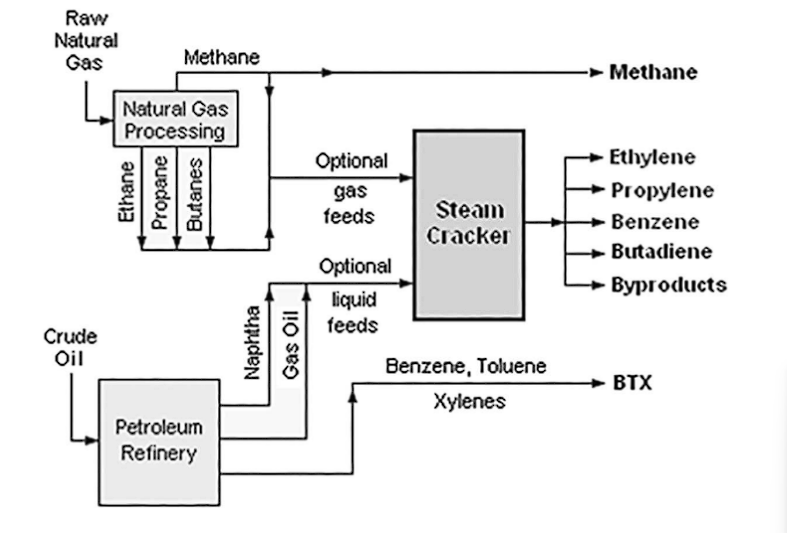 Raw
Natural
Gas
Methane
Methane
Natural Gas
Processing
Ethane
Propane
Butanes
Optional
gas
feeds
Steam
Cracker
Ethylene
Propylene
Benzene
Butadiene
Byproducts
Optional
liquid
feeds
Naphtha
Gas Oil
Crude
Oil
Petroleum
Refinery
Benzene, Toluene
Xylenes
BTX